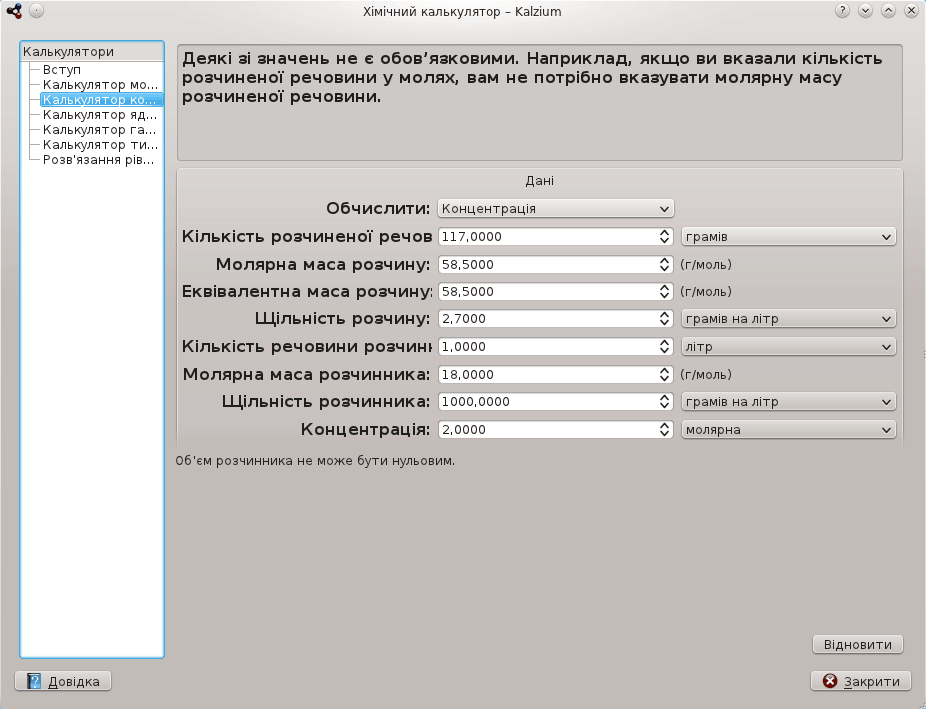 Хімічний калькулятор – Kalzium
Калькулятори
Вступ
Калькулятор мо...
Калькулятор ко...
Калькулятор яд...
Калькулятор га...
Калькулятор ти...
Розв'язання рів...
Деякі зі значень не є обов’язковими. Наприклад, якщо ви вказали кількість
розчиненої речовини у молях, вам не потрібно вказувати молярну масу
розчиненої речовини.
Дані
Обчислити: Концентрація
Кількість розчиненої речов 117,0000 грамів
Молярна маса розчину: 58,5000 (г/моль)
Еквівалентна маса розчину: 58,5000 (г/моль)
Щільність розчину: 2,7000 грамів на літр
Кількість речовини розчин 1,0000 літр
Молярна маса розчинника: 18,0000 (г/моль)
Щільність розчинника: 1000,0000 грамів на літр
Концентрація: 2,0000 молярна
Об'єм розчинника не може бути нульовим.
Відновити
Довідка
Закрити